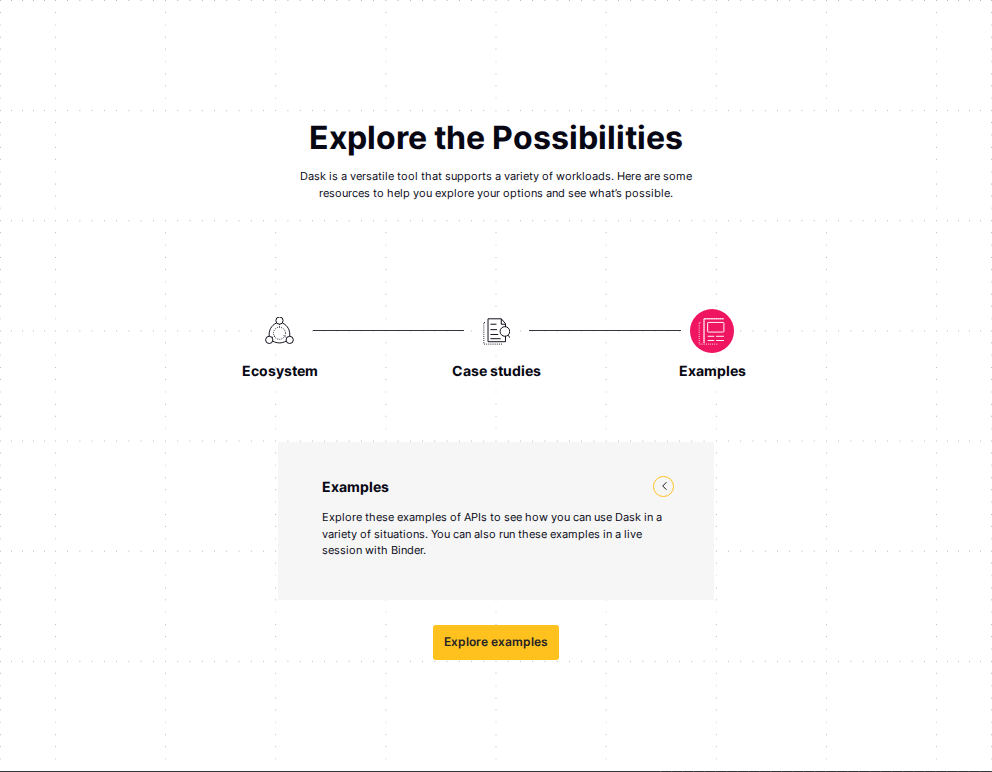 Explore the Possibilities
Dask is a versatile tool that supports a variety of workloads. Here are some
resources to help you explore your options and see what’s possible.
Ecosystem
Case studies
Examples
Examples
Explore these examples of APIs to see how you can use Dask in a
variety of situations. You can also run these examples in a live
session with Binder.
Explore examples